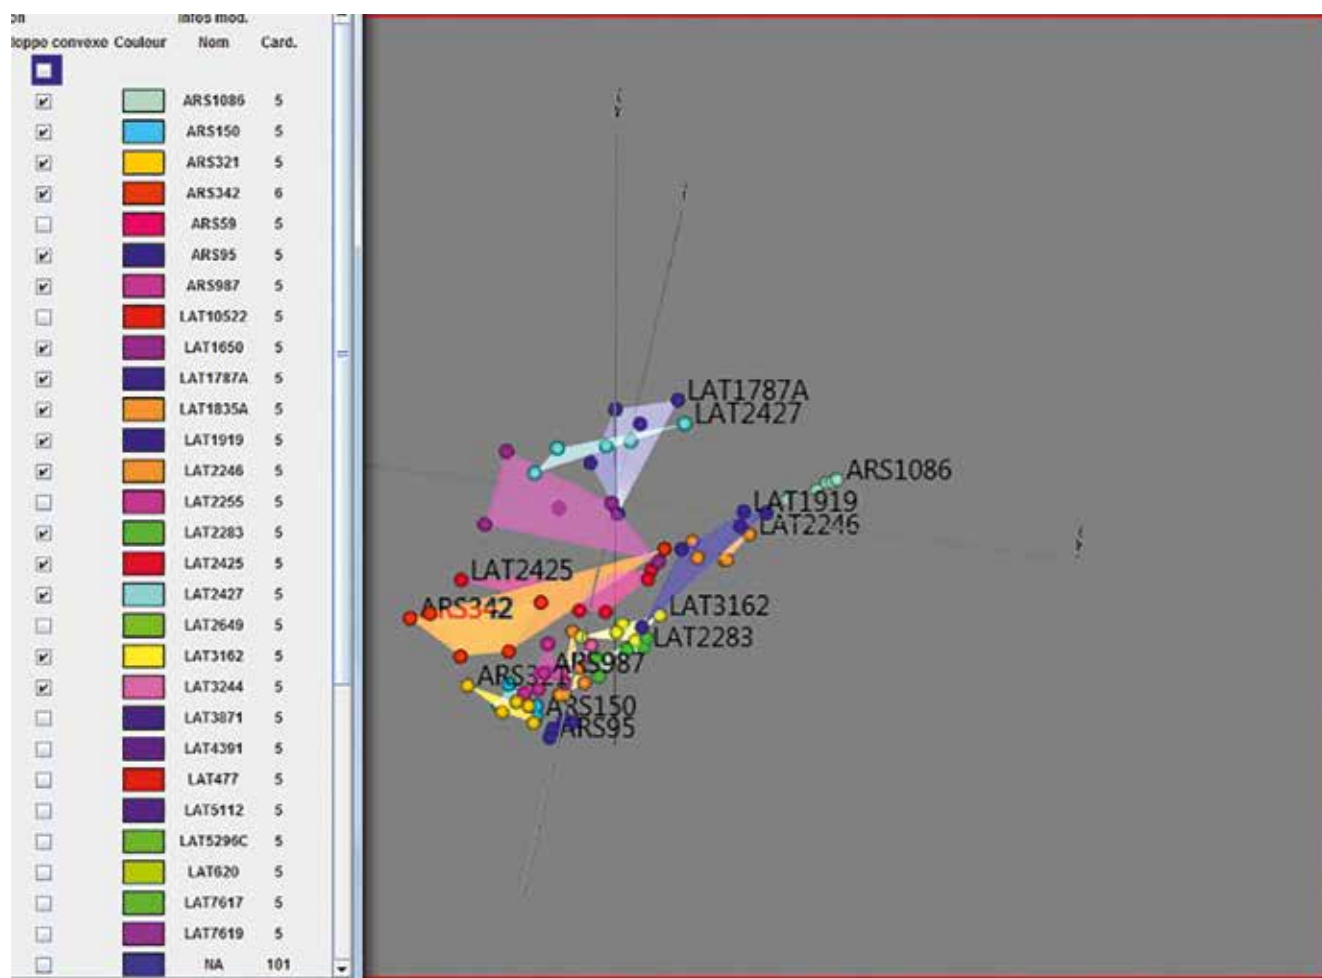 on Infos mod.
loppe convexe Couleur Nom Card.
ARS1086 5
ARS150 5
ARS321 5
ARS342 6
ARS59 5
ARS95 5
ARS987 5
LAT10522 5
LAT1650 5
LAT1787A 5
LAT1835A 5
LAT1919 5
LAT2246 5
LAT2255 5
LAT2283 5
LAT2425 5
LAT2427 5
LAT2649 5
LAT3162 5
LAT3244 5
LAT3871 5
LAT4391 5
LAT477 5
LAT5112 5
LAT5296C 5
LAT620 5
LAT7617 5
LAT7619 5
NA 101
LAT1787A
LAT2427
ARS1086
LAT1919
LAT2246
LAT2425
ARS342
LAT3162
LAT2283
ARS987
ARS321
ARS150
ARS95